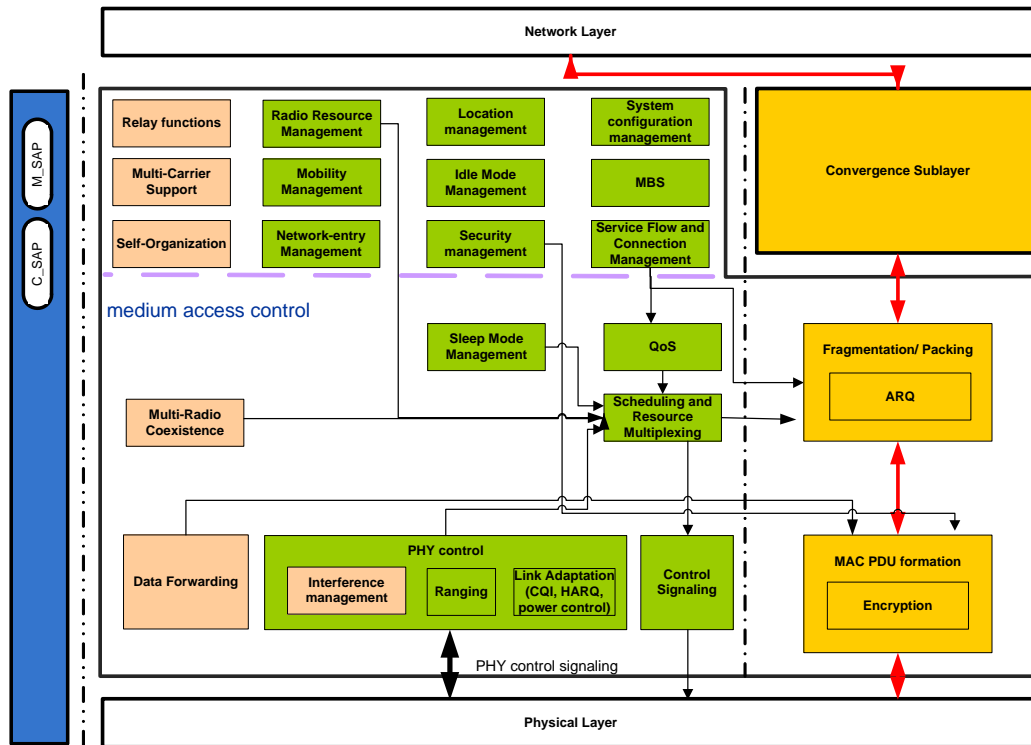 Network Layer
M_SAP
C_SAP
Relay functions
Radio Resource
Management
Location
management
System
configuration
management
Convergence Sublayer
Multi-Carrier
Support
Mobility
Management
Idle Mode
Management
MBS
Self-Organization
Network-entry
Management
Security
management
Service Flow and
Connection
Management
medium access control
Sleep Mode
Management
QoS
Fragmentation/ Packing
ARQ
Multi-Radio
Coexistence
Scheduling and
Resource
Multiplexing
Data Forwarding
PHY control
Interference
management
Ranging
Link Adaptation
(CQI, HARQ,
power control)
Control
Signaling
MAC PDU formation
Encryption
PHY control signaling
Physical Layer